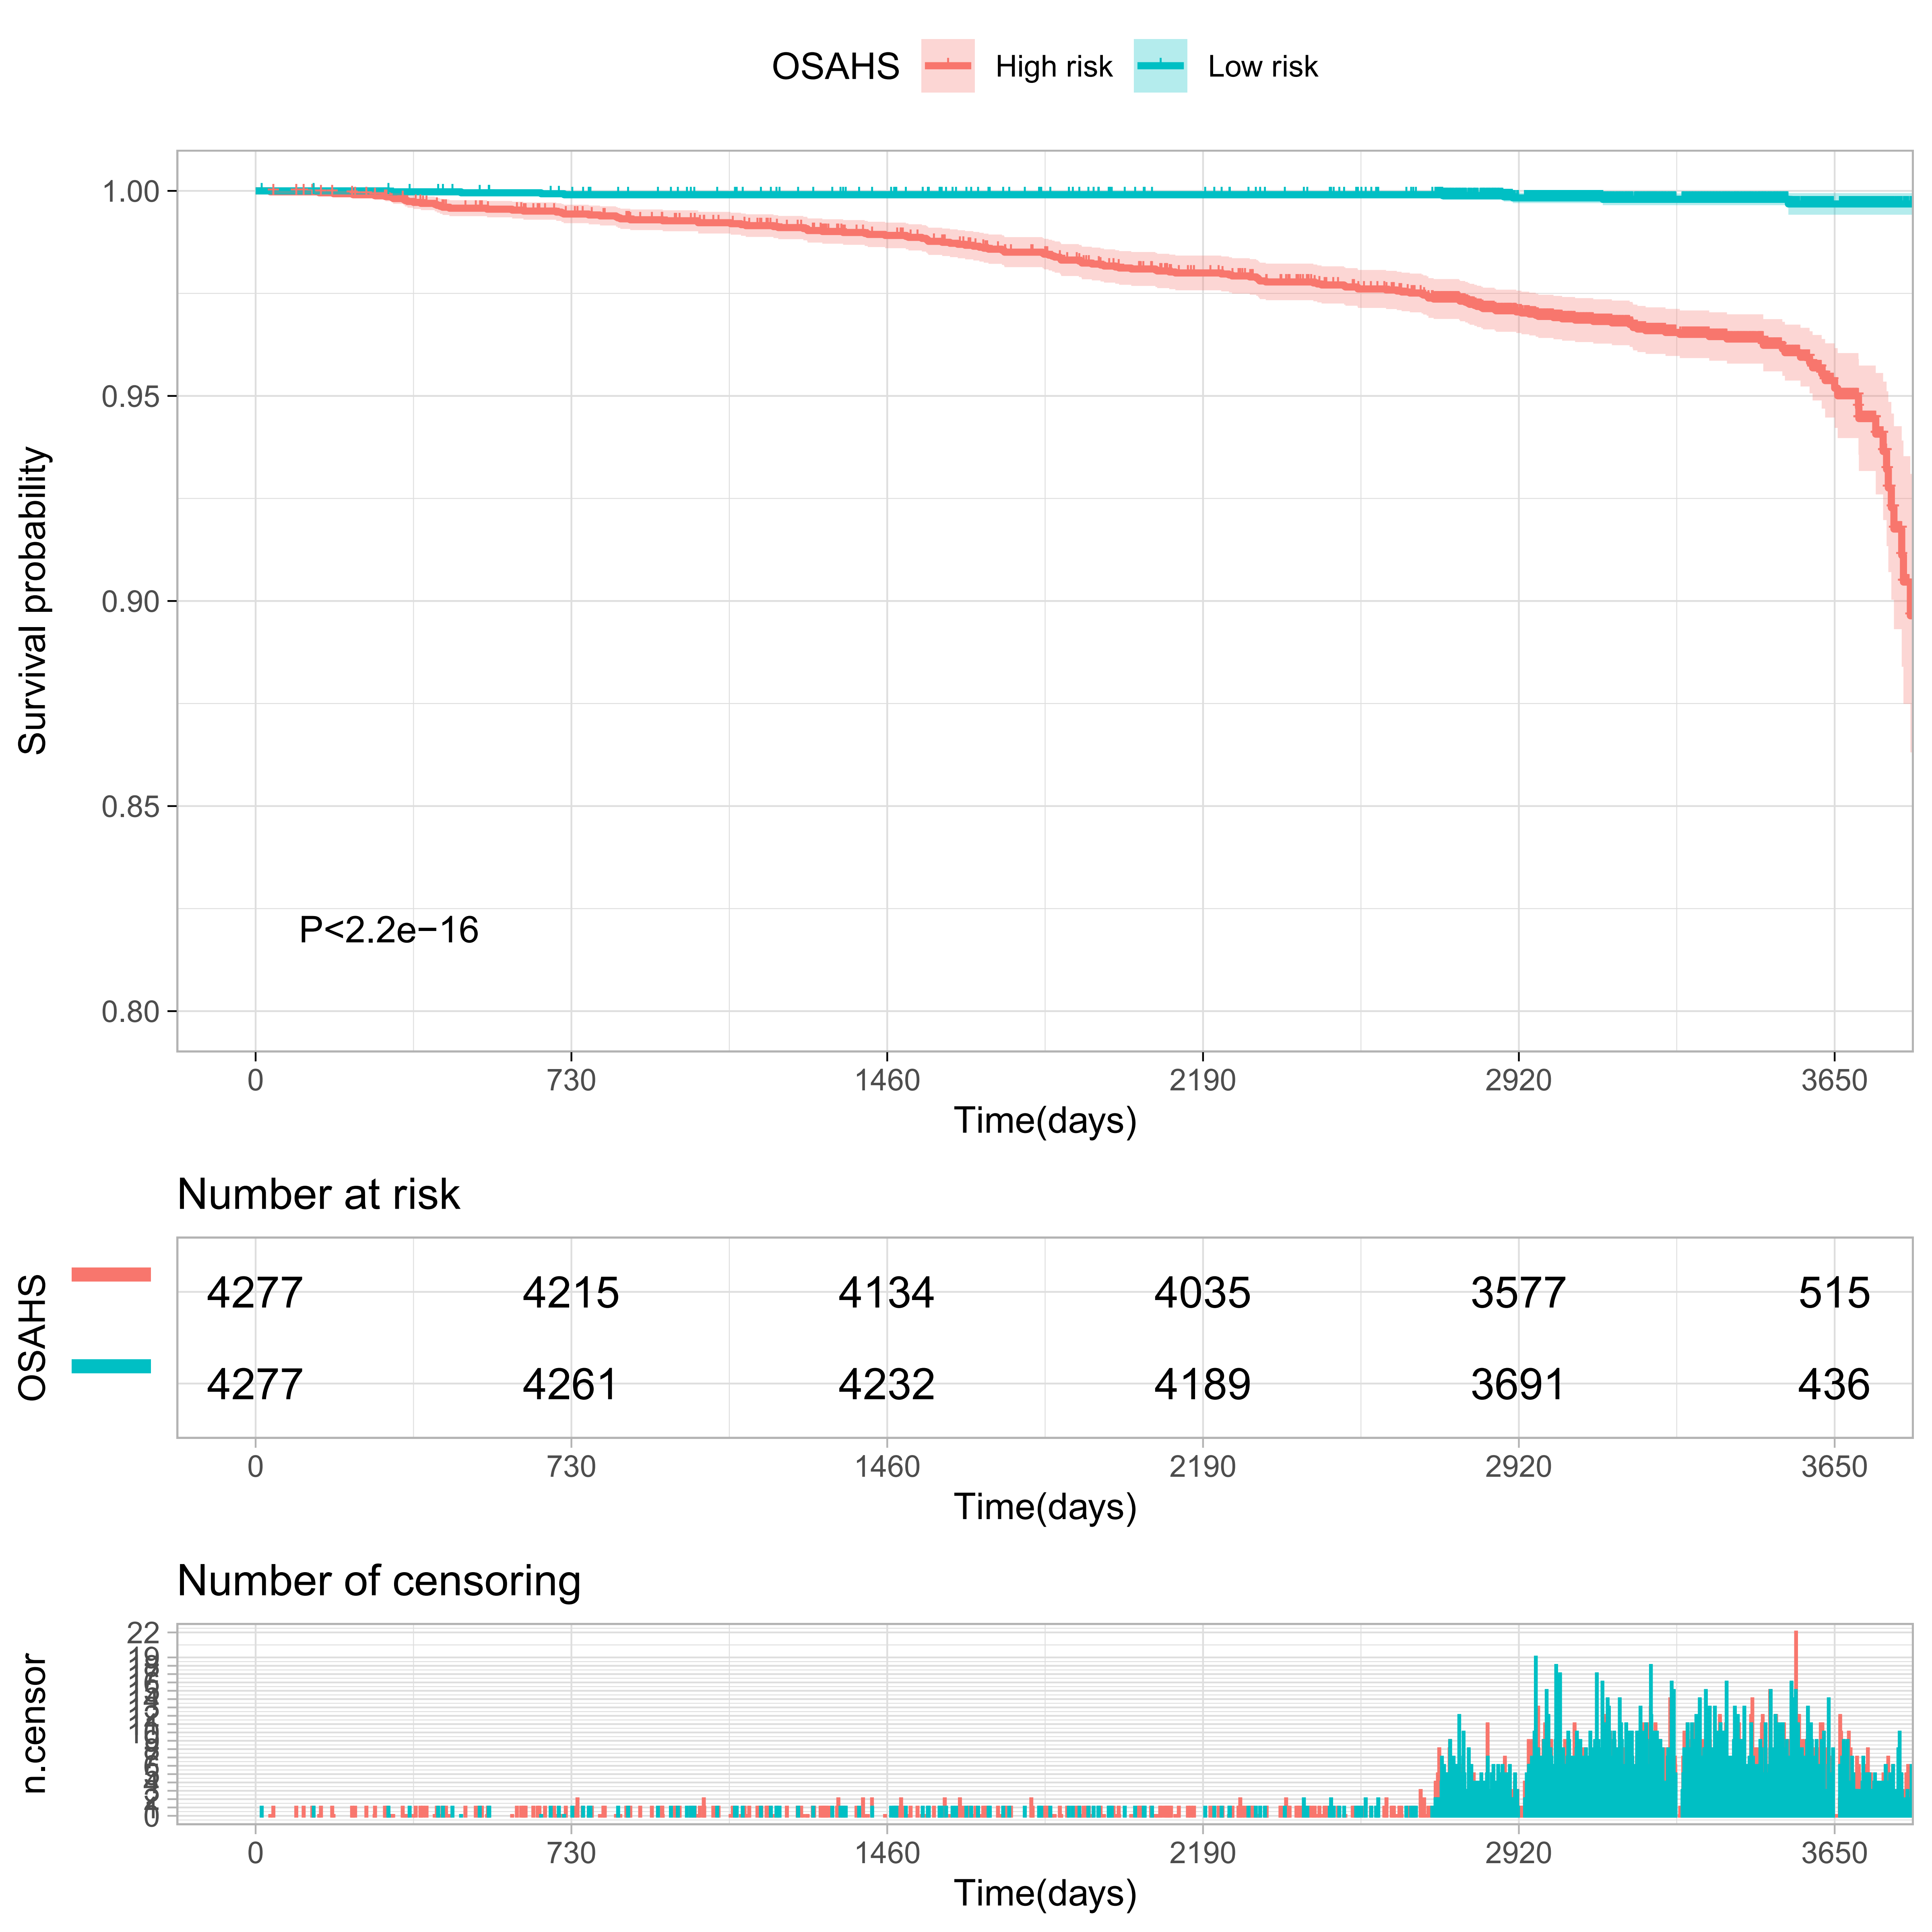 OSAHS High risk Low risk
Survival probability
1.00
0.95
0.90
0.85
0.80
P<2.2e−16
0 730 1460 2190 2920 3650
Time(days)
Number at risk
OSAHS
4277 4215 4134 4035 3577 515
4277 4261 4232 4189 3691 436
0 730 1460 2190 2920 3650
Time(days)
Number of censoring
n.censor
22
0
0 730 1460 2190 2920 3650
Time(days)